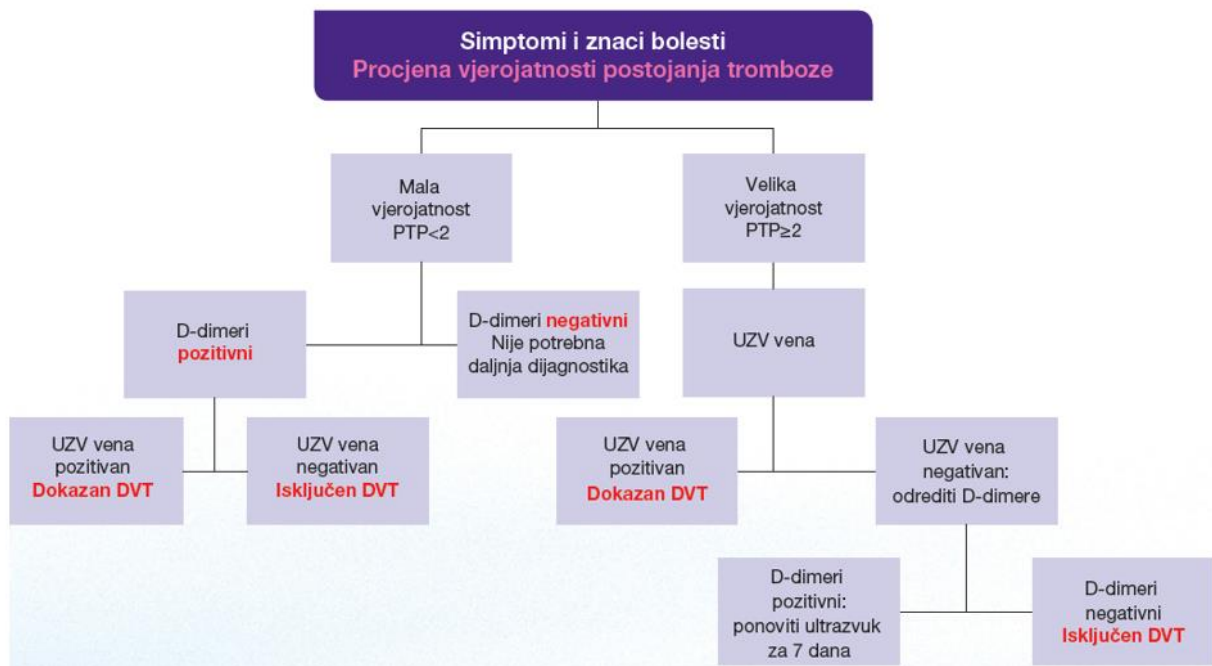 Simptomi i znaci bolesti
Procjena vjerojatnosti postojanja tromboze
Mala
vjerojatnost
PTP<2
Velika
vjerojatnost
PTP≥2
D-dimeri
pozitivni
D-dimeri negativni
Nije potrebna
daljnja dijagnostika
UZV vena
UZV vena
pozitivan
Dokazan DVT
UZV vena
negativan
Isključen DVT
UZV vena
pozitivan
Dokazan DVT
UZV vena
negativan:
odrediti D-dimere
D-dimeri
pozitivni:
ponoviti ultrazvuk
za 7 dana
D-dimeri
negativni
Isključen DVT